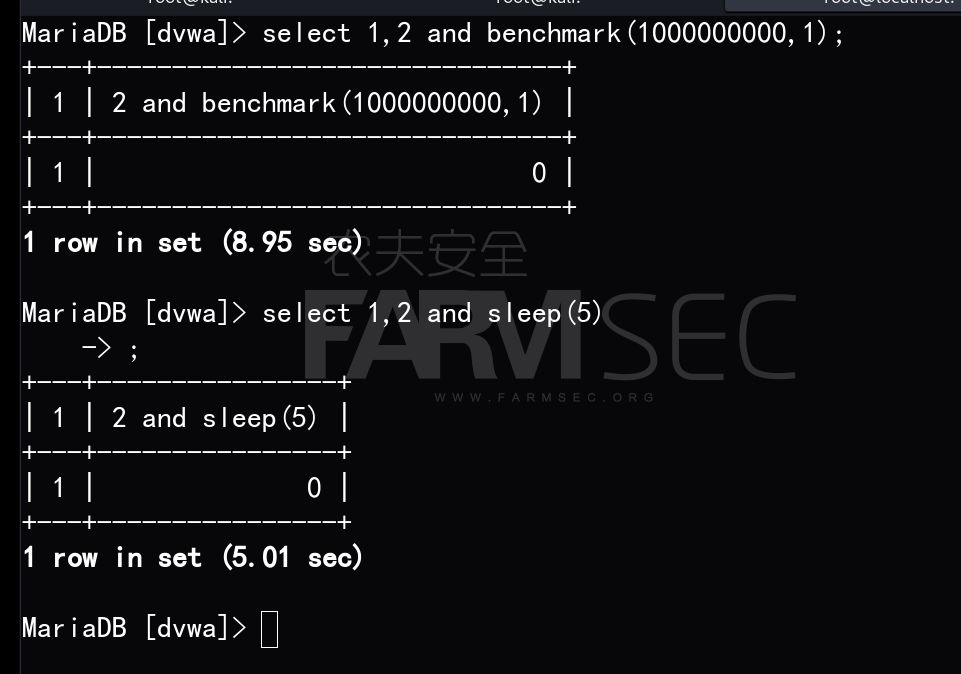 root@kali: root@kali: root@localhost:
MariaDB [dvwa]> select 1,2 and benchmark(1000000000,1);
+---+-------------------------------+
| 1 | 2 and benchmark(1000000000,1) |
+---+-------------------------------+
| 1 |                             0 |
+---+-------------------------------+
1 row in set (8.95 sec)
农夫安全
MariaDB [dvwa]> select 1,2 and sleep(5)
    -> ;
FARMSEC
WWW.FARMSEC.ORG
+---+----------------+
| 1 | 2 and sleep(5) |
+---+----------------+
| 1 |              0 |
+---+----------------+
1 row in set (5.01 sec)
MariaDB [dvwa]>